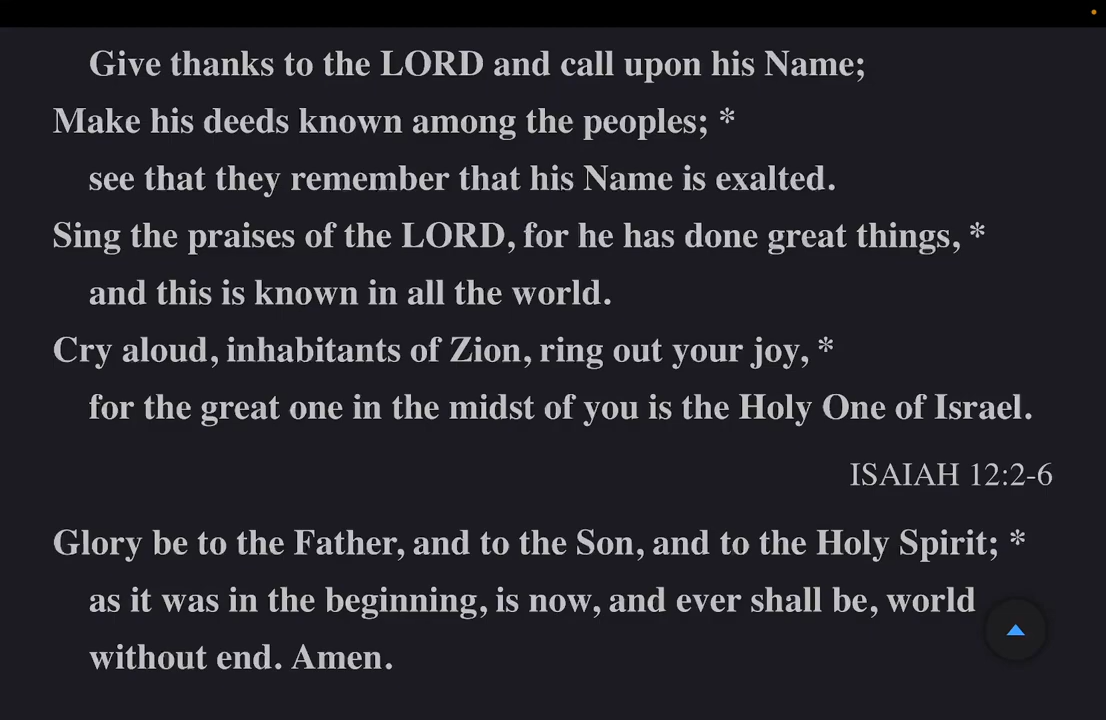 Give thanks to the LORD and call upon his Name;
Make his deeds known among the peoples; *
see that they remember that his Name is exalted.
Sing the praises of the LORD, for he has done great things, *
and this is known in all the world.
Cry aloud, inhabitants of Zion, ring out your joy, *
for the great one in the midst of you is the Holy One of Israel.
ISAIAH 12:2-6
Glory be to the Father, and to the Son, and to the Holy Spirit; *
as it was in the beginning, is now, and ever shall be, world
without end. Amen.